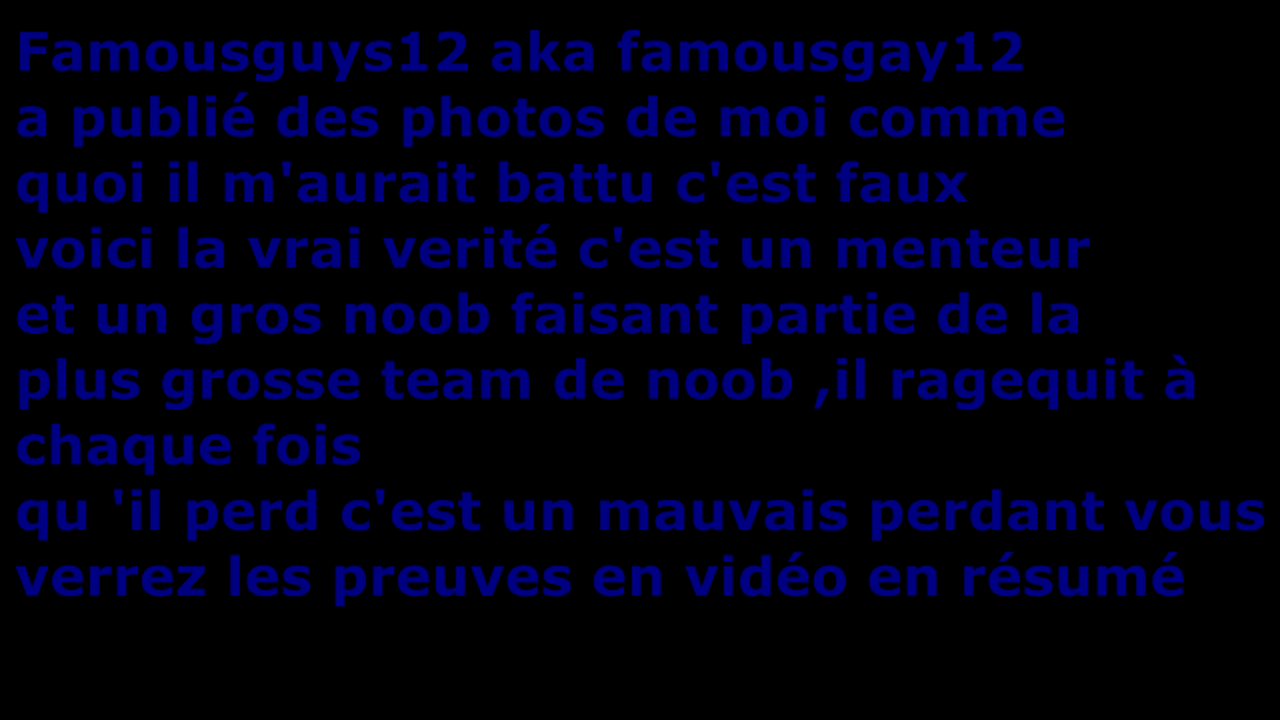 Famousguys12 aka famousgay12
a publié des photos de moi comme
quoi il m'aurait battu c'est faux
voici la vrai verité c'est un menteur
et un gros noob faisant partie de la
plus grosse team de noob ,il ragequit à
chaque fois
qu 'il perd c'est un mauvais perdant vous
verrez les preuves en vidéo en résumé